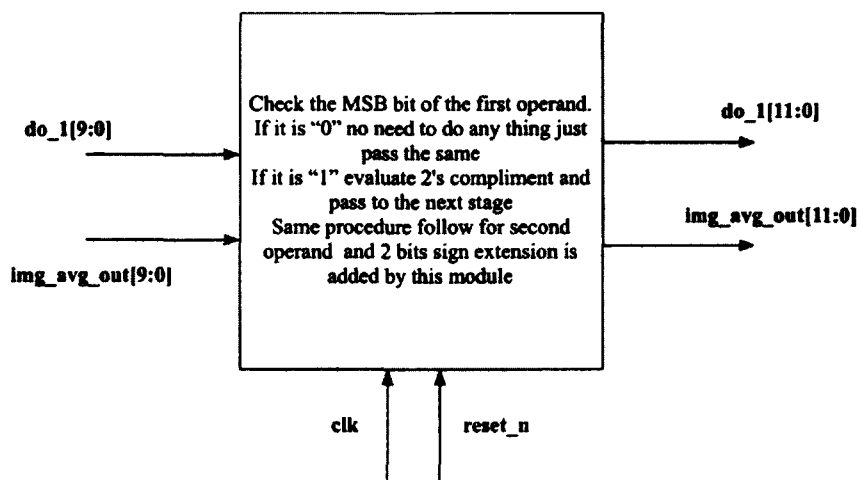 do_1[9:0]
img_avg_out[9:0]
Check the MSB bit of the first operand.
If it is "0" no need to do any thing just
pass the same
If it is "1" evaluate 2's compliment and
pass to the next stage
Same procedure follow for second
operand and 2 bits sign extension is
added by this module
do_1[11:0]
img_avg_out[11:0]
clk
reset_n